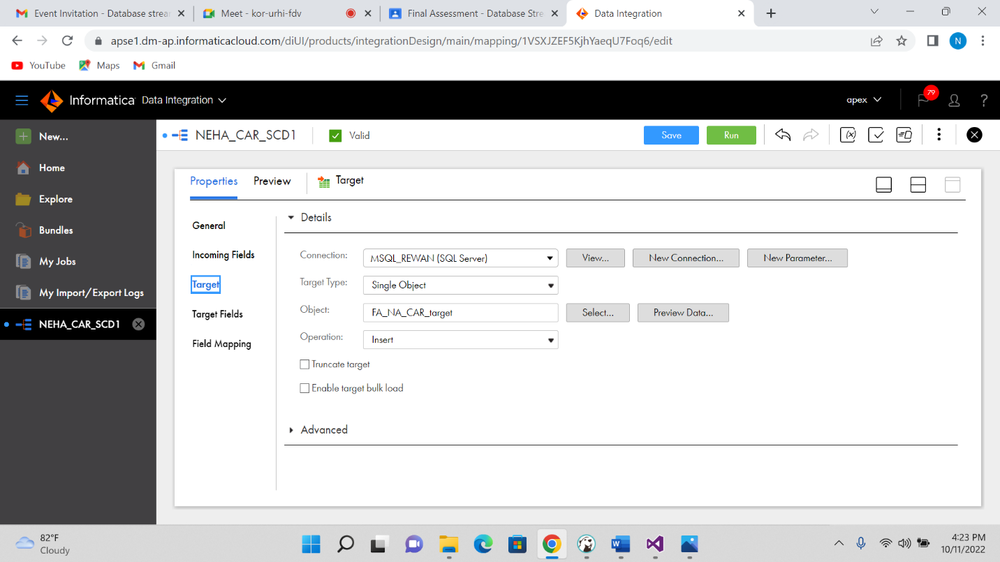 Event Invitation - Database strear
Meet - kor-urhi-fdv
Final Assessment - Database Stre
Data Integration
apse1.dm-ap.informaticacloud.com/diUI/products/integrationDesign/main/mapping/1VSXJZEF5KjhYaeqU7Foq6/edit
N
YouTube
Maps
Gmail
Informatica Data Integration
apex
79
?
New...
NEHA_CAR_SCD1
Valid
Save
Run
Home
Explore
Bundles
My Jobs
My Import/Export Logs
NEHA_CAR_SCD1
Properties
Preview
Target
General
Incoming Fields
Target
Target Fields
Field Mapping
Details
Connection:
MSQL_REWAN (SQL Server)
View...
New Connection...
New Parameter...
Target Type:
Single Object
Object:
FA_NA_CAR_target
Select...
Preview Data...
Operation:
Insert
Truncate target
Enable target bulk load
Advanced
82°F
Cloudy
4:23 PM
10/11/2022